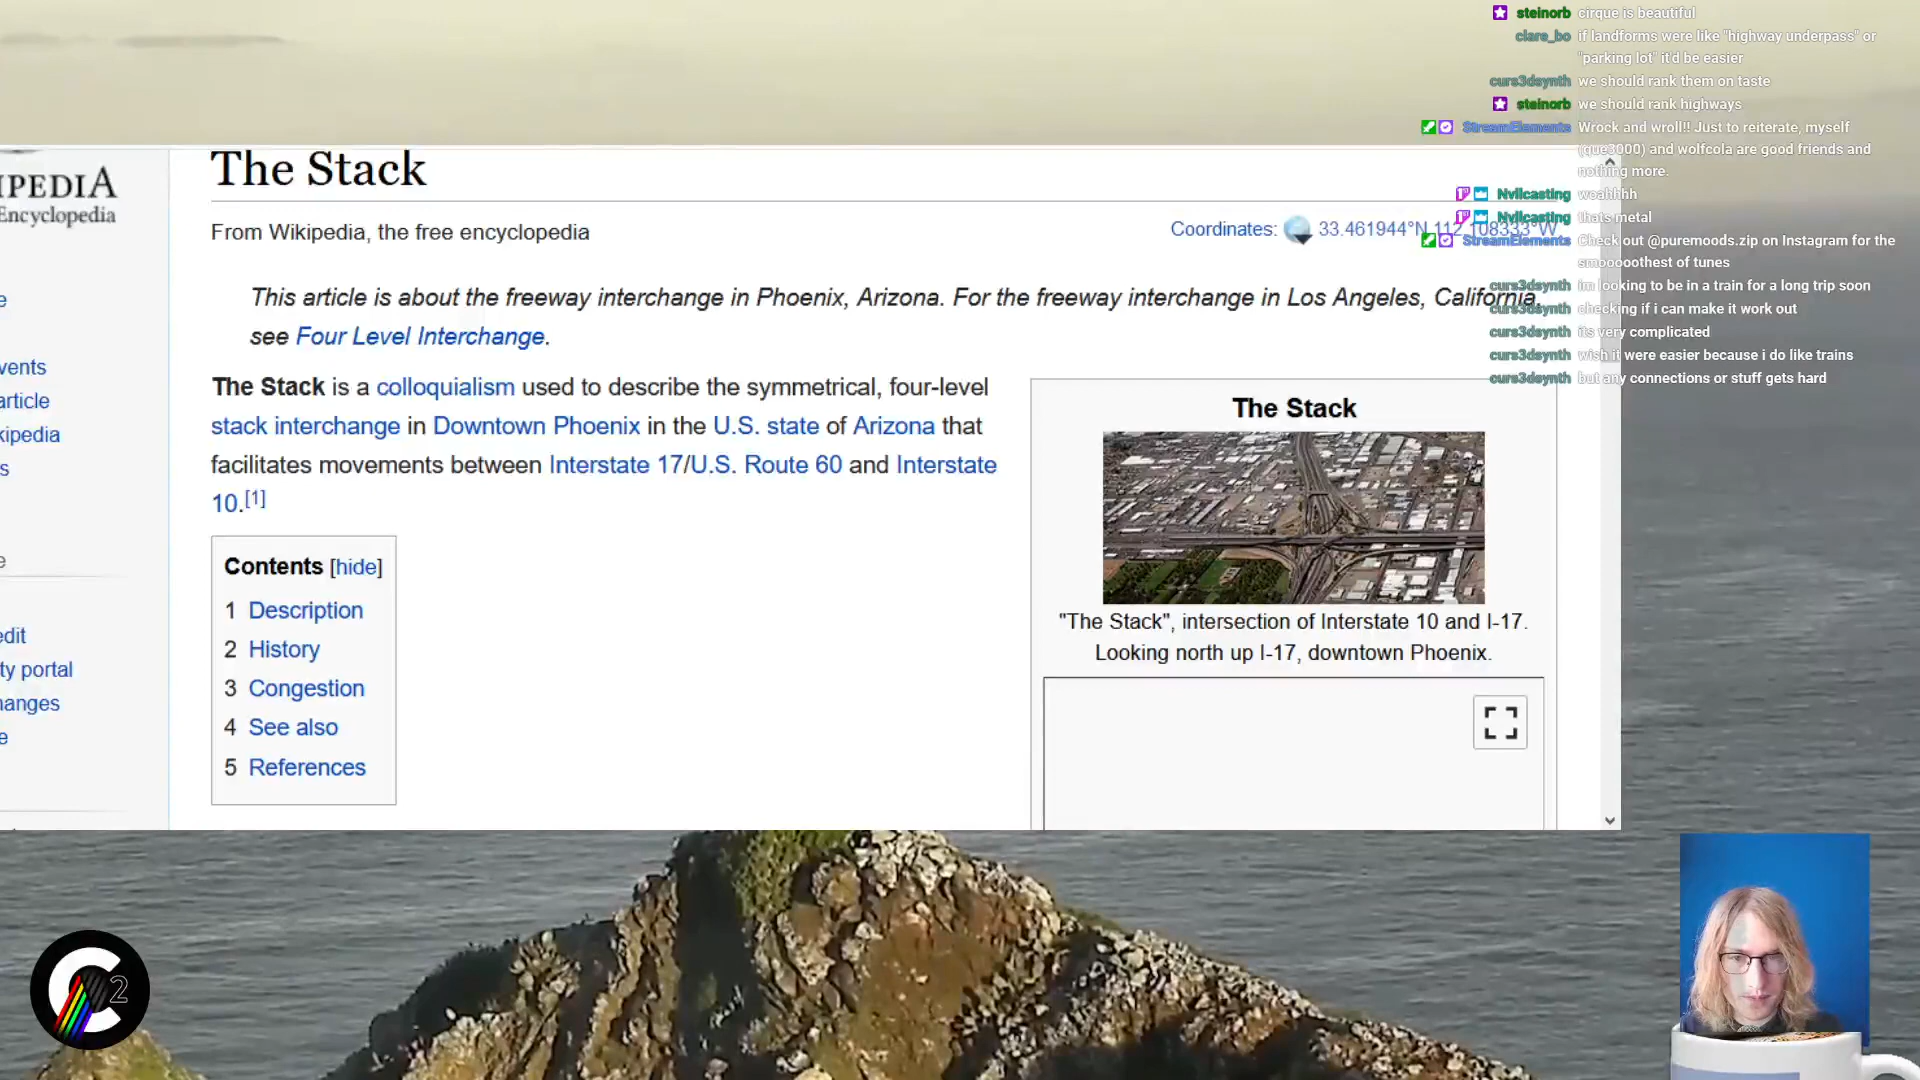 steinorb cirque is beautiful
clare_bo if landforms were like "highway underpass" or
"parking lot" it'd be easier
curs3dsynth we should rank them on taste
steinorb we should rank highways
StreamElements Wrock and wroll!! Just to reiterate, myself
(que3000) and wolfcola are good friends and
nothing more.
Nvllcasting woahhhh
Nvllcasting thats metal
StreamElements Check out @puremoods.zip on Instagram for the
smooooothest of tunes
curs3dsynth im looking to be in a train for a long trip soon
curs3dsynth checking if i can make it work out
curs3dsynth its very complicated
curs3dsynth wish it were easier because i do like trains
curs3dsynth but any connections or stuff gets hard
IPEDIA
Encyclopedia
e
vents
article
kipedia
s
e
edit
ty portal
hanges
e
The Stack
From Wikipedia, the free encyclopedia
Coordinates: 33.461944°N 112.108333°W
This article is about the freeway interchange in Phoenix, Arizona. For the freeway interchange in Los Angeles, California,
see Four Level Interchange.
The Stack is a colloquialism used to describe the symmetrical, four-level
stack interchange in Downtown Phoenix in the U.S. state of Arizona that
facilitates movements between Interstate 17/U.S. Route 60 and Interstate
10.[1]
Contents [hide]
1 Description
2 History
3 Congestion
4 See also
5 References
The Stack
"The Stack", intersection of Interstate 10 and I-17.
Looking north up I-17, downtown Phoenix.
C 2